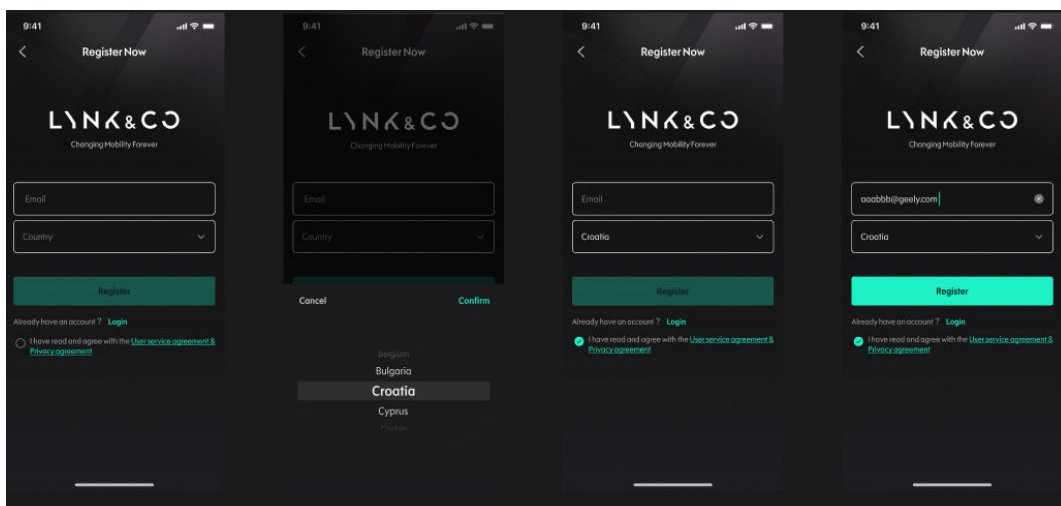 9:41
Register Now
LYNK & CO
Changing Mobility Forever
Email
Country
Register
Already have an account ? Login
I have read and agree with the User service agreement &
Privacy agreement
9:41
Register Now
LYNK & CO
Changing Mobility Forever
Email
Country
Cancel
Confirm
Belgium
Bulgaria
Croatia
Cyprus
9:41
Register Now
LYNK & CO
Changing Mobility Forever
Email
Croatia
Register
Already have an account ? Login
I have read and agree with the User service agreement &
Privacy agreement
9:41
Register Now
LYNK & CO
Changing Mobility Forever
aaabbb@geely.com
Croatia
Register
Already have an account ? Login
I have read and agree with the User service agreement &
Privacy agreement